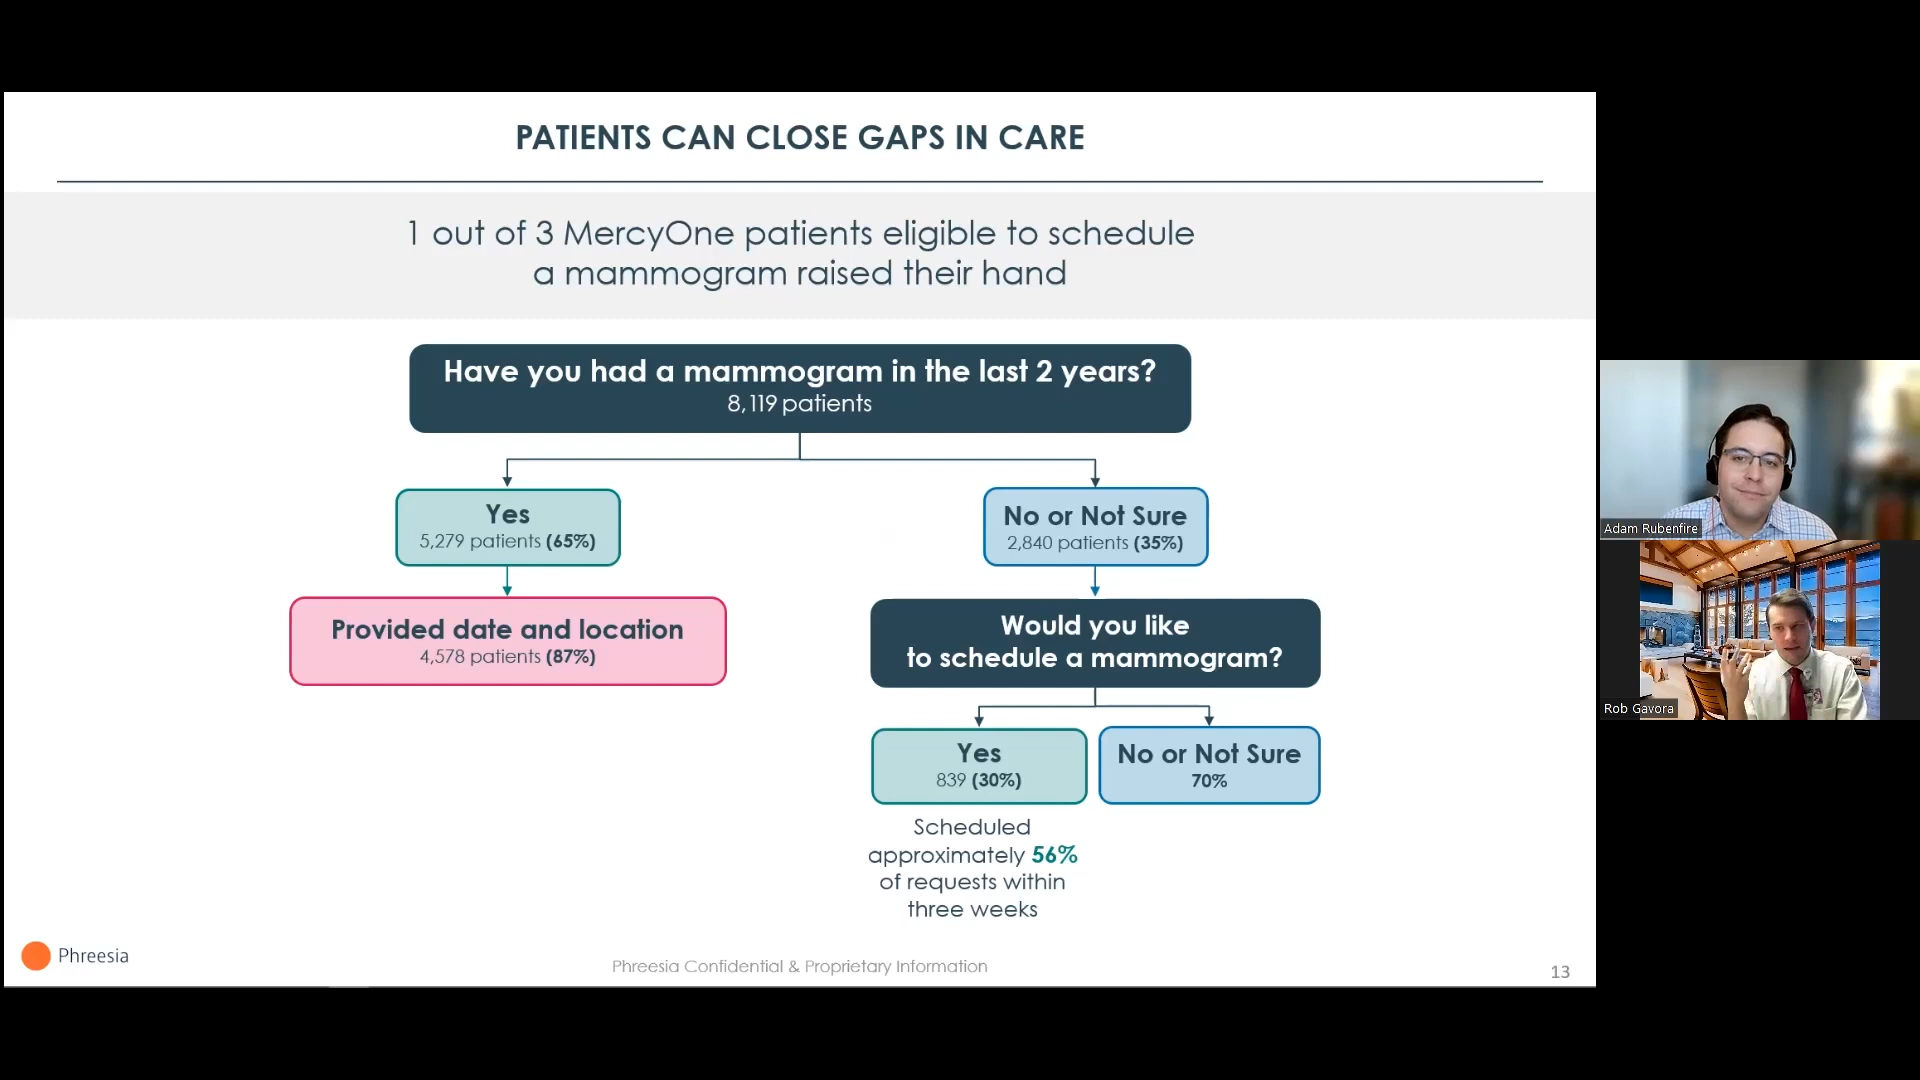 PATIENTS CAN CLOSE GAPS IN CARE
1 out of 3 MercyOne patients eligible to schedule
a mammogram raised their hand
Have you had a mammogram in the last 2 years?
8,119 patients
Yes
5,279 patients (65%)
No or Not Sure
2,840 patients (35%)
Provided date and location
4,578 patients (87%)
Would you like
to schedule a mammogram?
Yes
839 (30%)
No or Not Sure
70%
Scheduled
approximately 56%
of requests within
three weeks
Phreesia
Phreesia Confidential & Proprietary Information
13
Adam Rubenfire
Rob Gavora